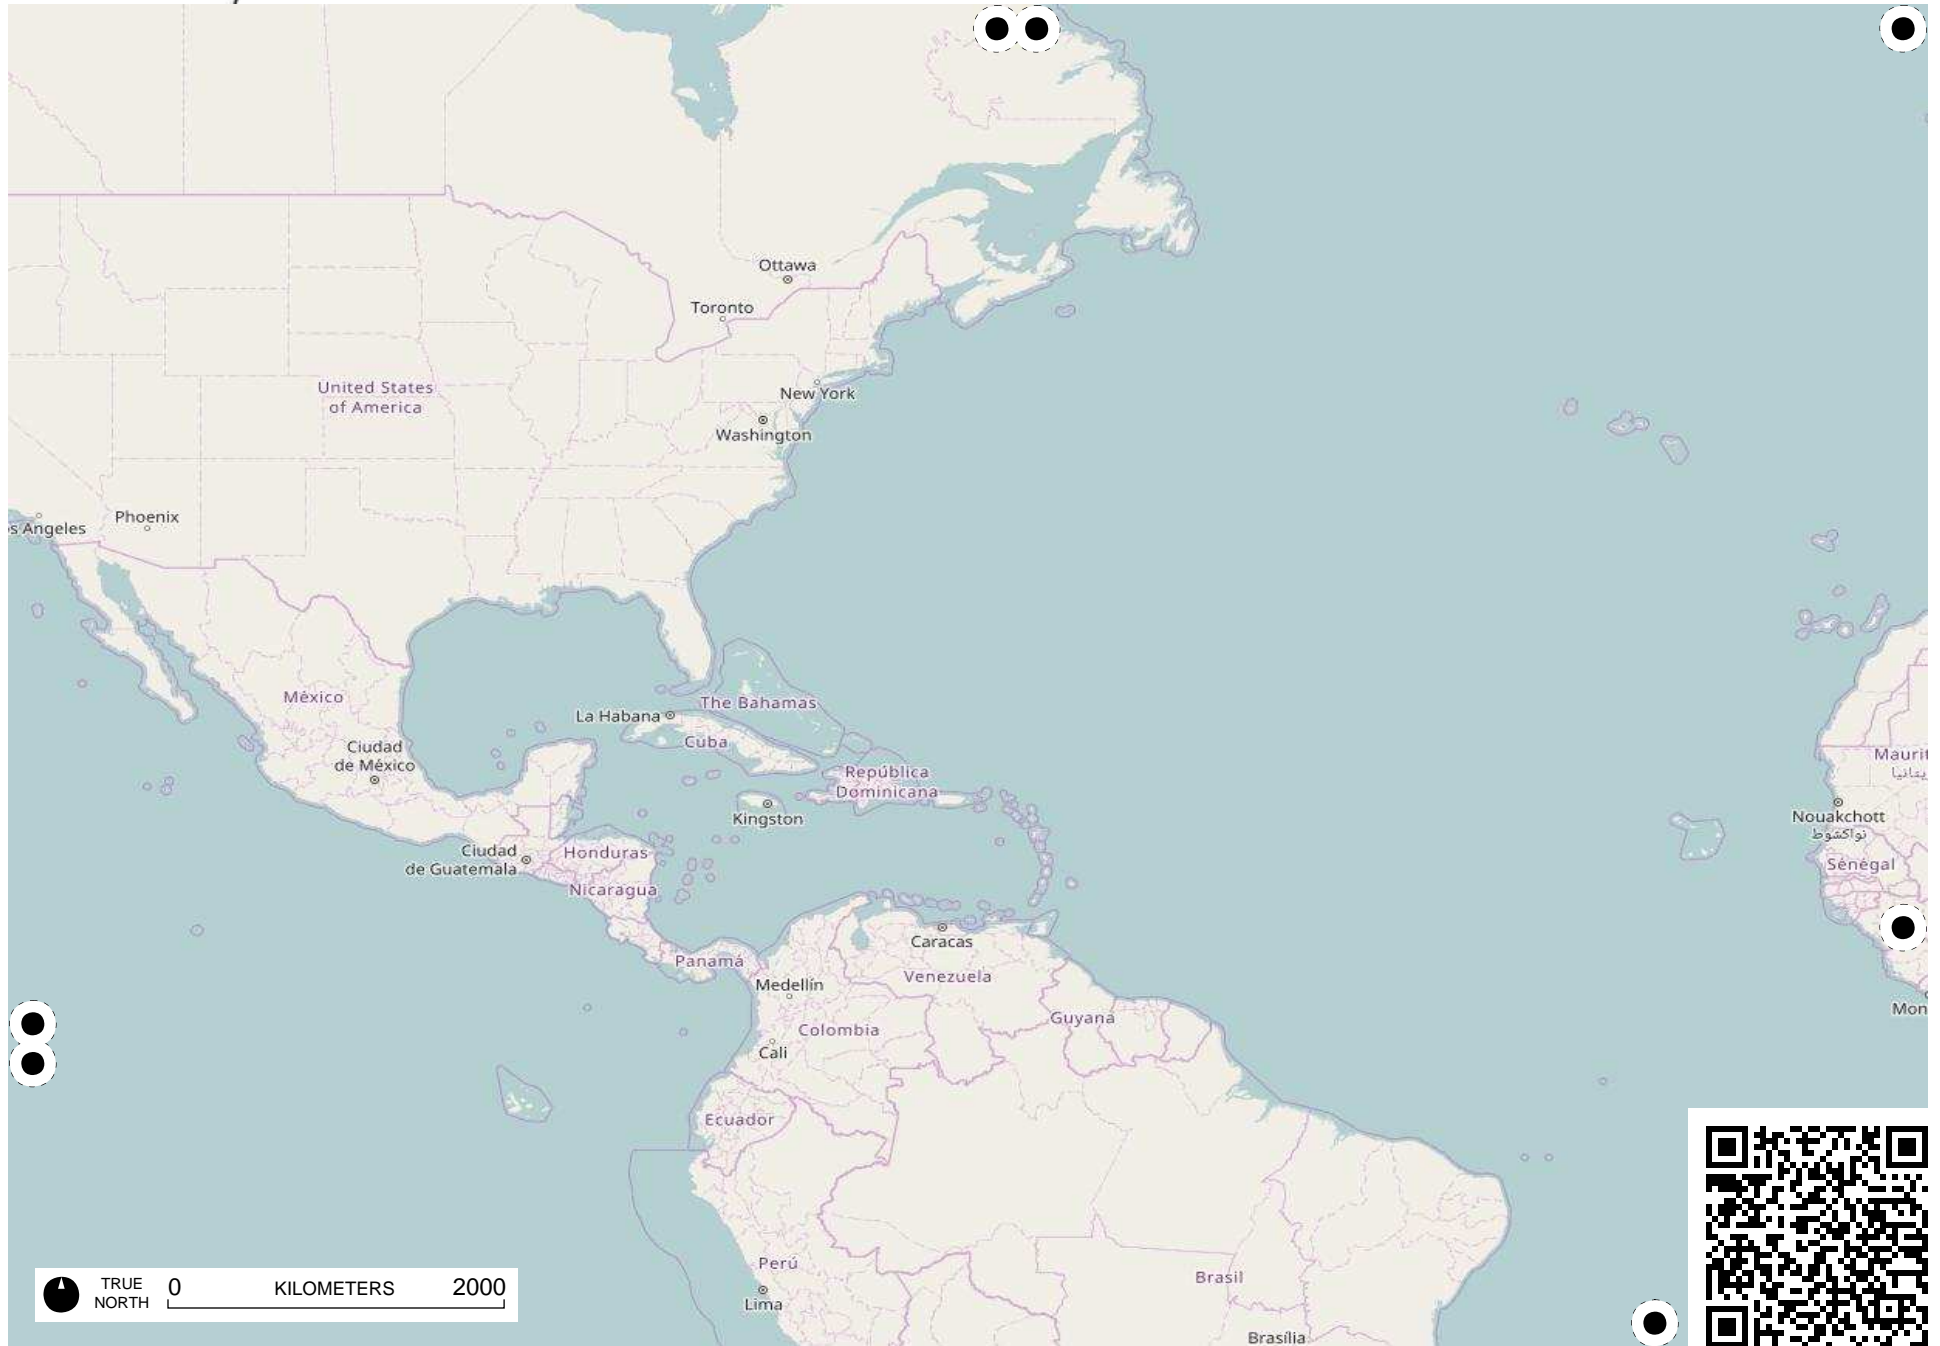 Ottawa
Toronto
United States
of America
New York
Washington
s Angeles
Phoenix
México
La Habana
The Bahamas
Cuba
Ciudad
de México
República
Dominicana
Kingston
Ciudad
de Guatemala
Honduras
Nicaragua
Maurit
Nouakchott
نواكشوط
Sénégal
Caracas
Panamá
Venezuela
Medellín
Mon
Guyana
Colombia
Cali
Ecuador
Perú
Brasil
Lima
Brasília
TRUE
NORTH
0 KILOMETERS 2000